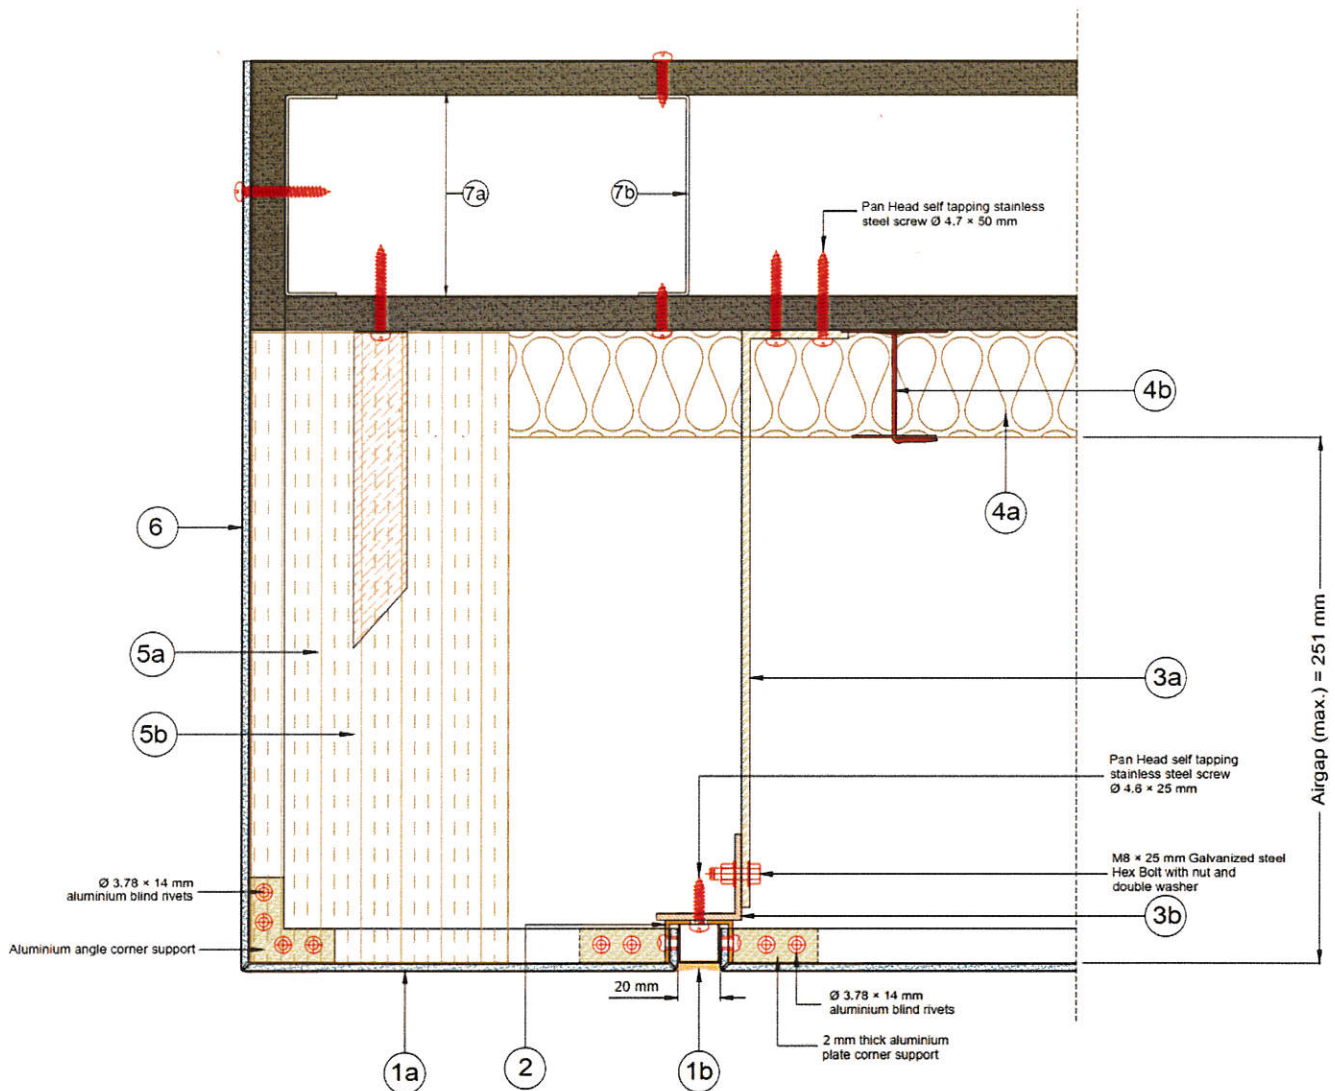 7a
7b
Pan Head self tapping stainless
steel screw Ø 4.7 × 50 mm
4b
4a
6
5a
3a
5b
Airgap (max.) = 251 mm
Pan Head self tapping
stainless steel screw
Ø 4.6 × 25 mm
M8 × 25 mm Galvanized steel
Hex Bolt with nut and
double washer
Ø 3.78 × 14 mm
aluminium blind rivets
3b
Aluminium angle corner support
20 mm
Ø 3.78 × 14 mm
aluminium blind rivets
2 mm thick aluminium
plate corner support
1a
2
1b